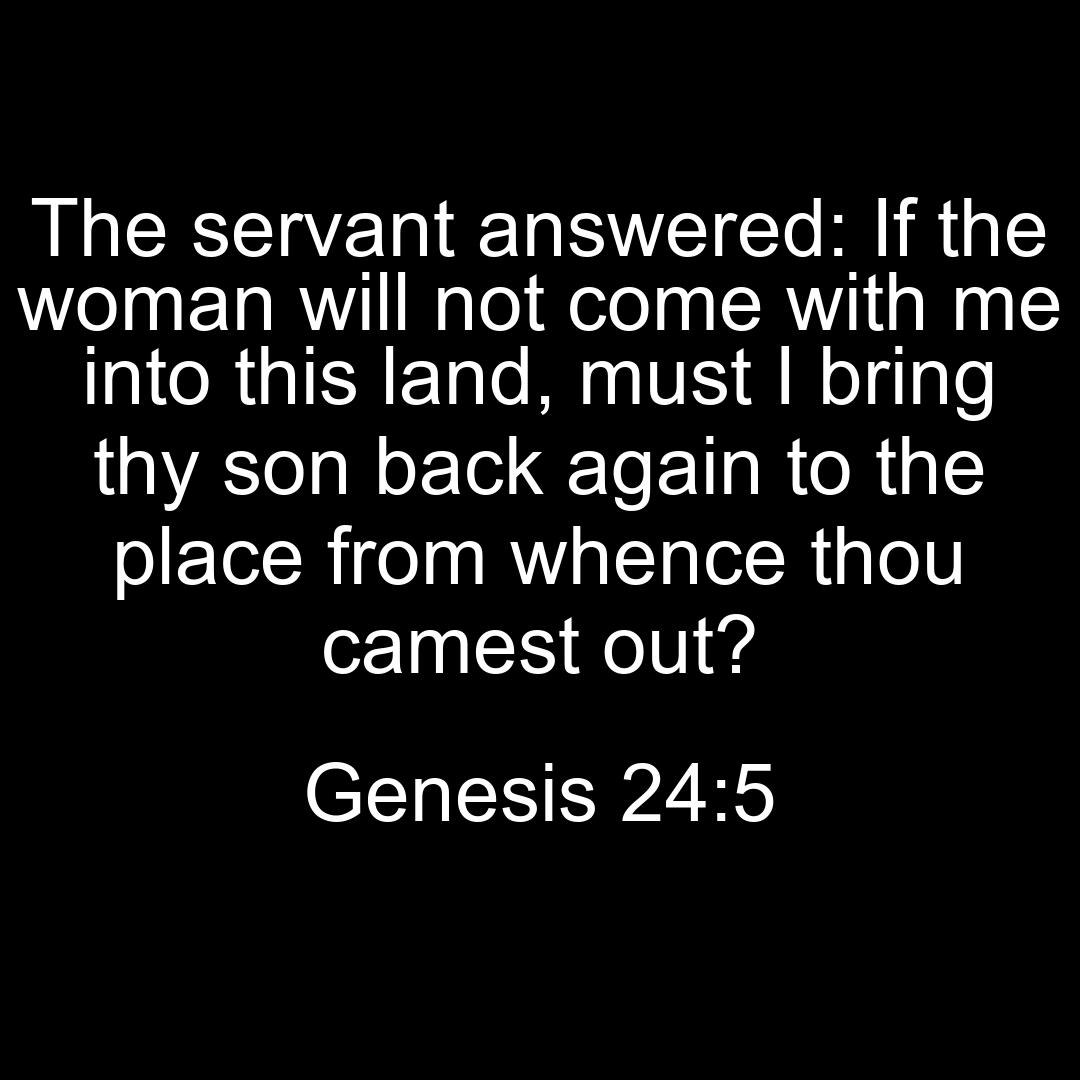 The servant answered: If the
woman will not come with me
into this land, must I bring
thy son back again to the
place from whence thou
camest out?
Genesis 24:5